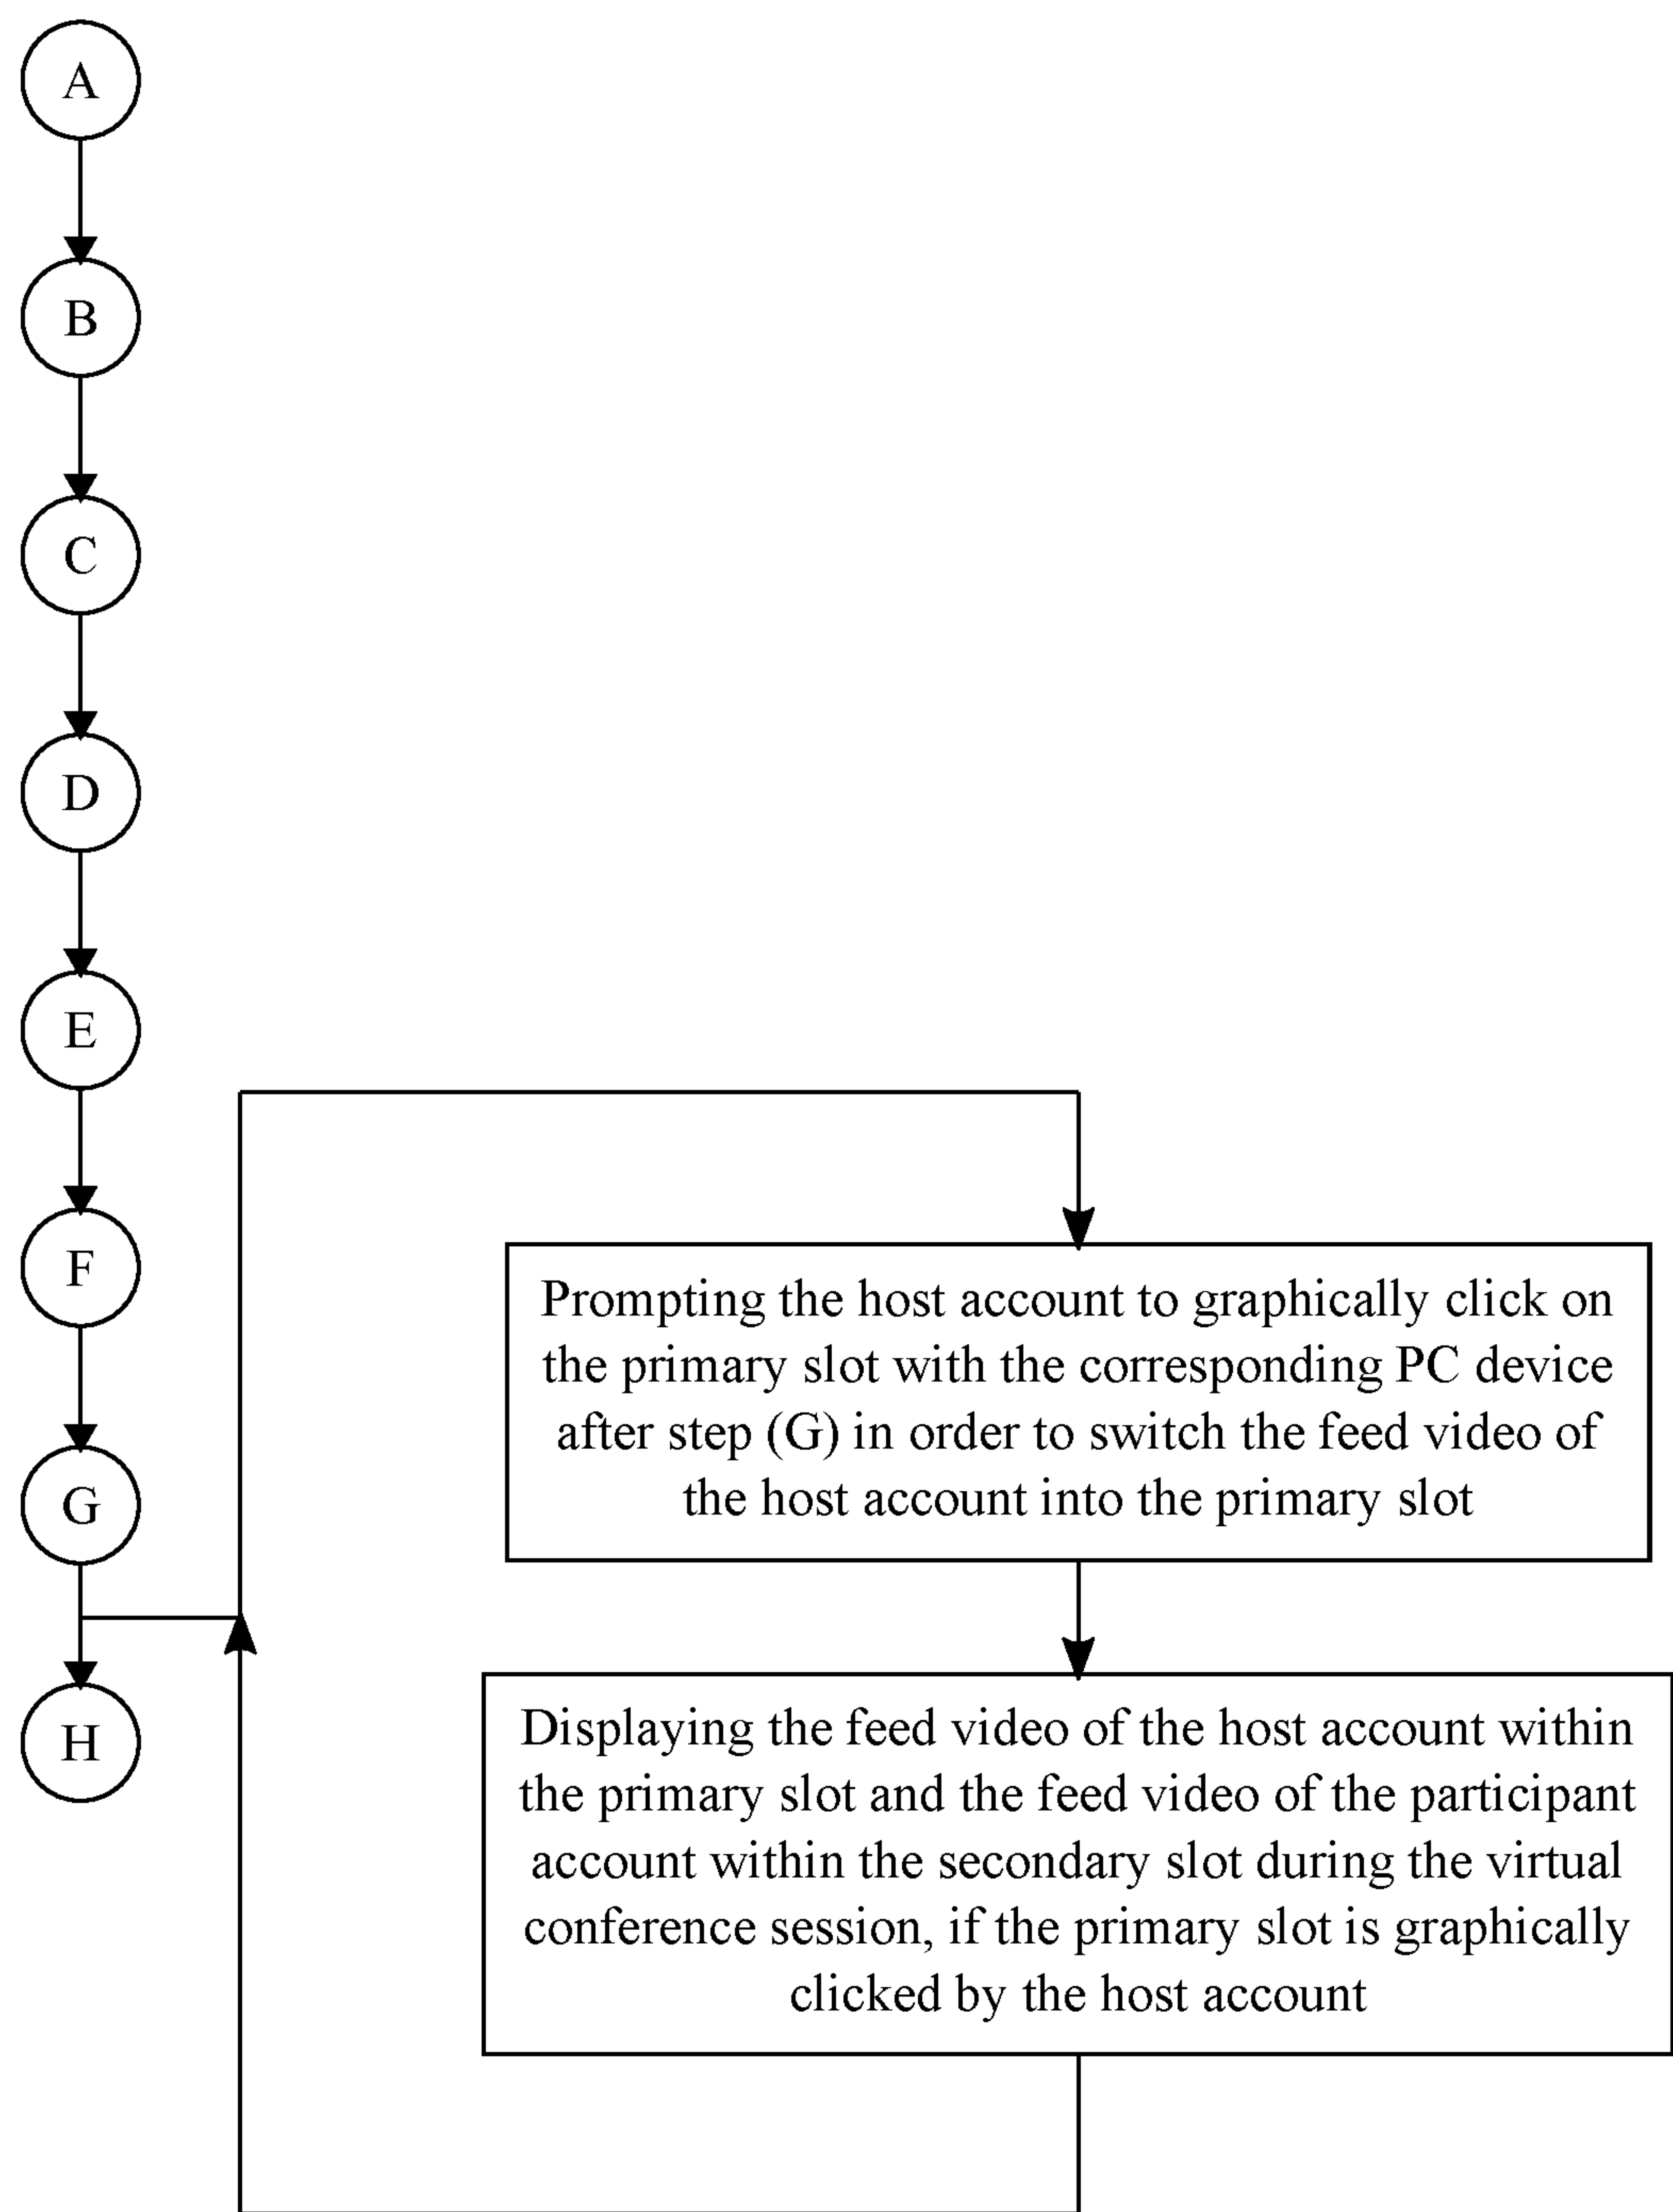 A
B
C
D
E
F
G
H
Prompting the host account to graphically click on
the primary slot with the corresponding PC device
after step (G) in order to switch the feed video of
the host account into the primary slot
Displaying the feed video of the host account within
the primary slot and the feed video of the participant
account within the secondary slot during the virtual
conference session, if the primary slot is graphically
clicked by the host account